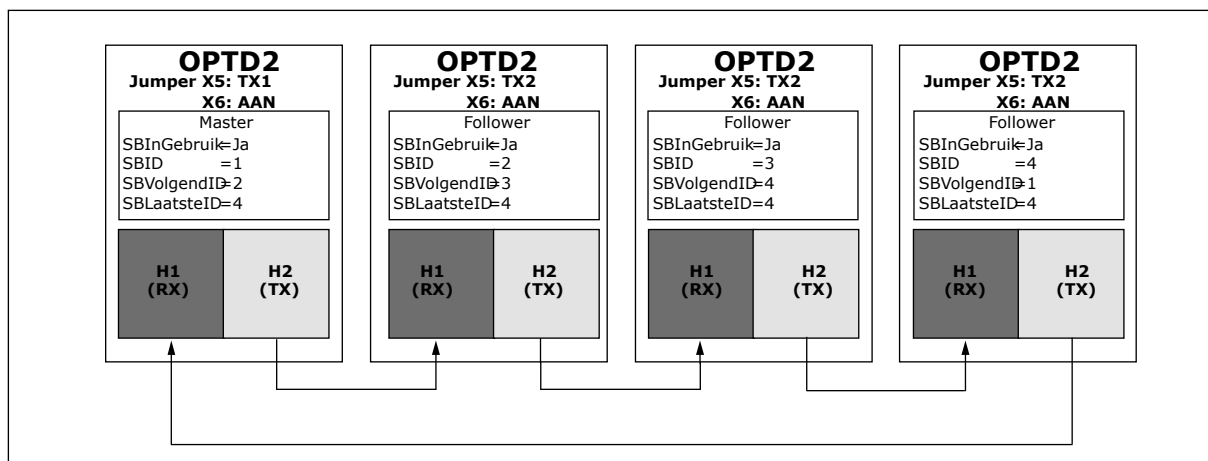 OPTD2
Jumper X5: TX1
X6: AAN
Master
SBInGebruik=Ja
SBID =1
SBVolgendID=2
SBLaatsteID=4
H1
(RX)
H2
(TX)
OPTD2
Jumper X5: TX2
X6: AAN
Follower
SBInGebruik=Ja
SBID =2
SBVolgendID=3
SBLaatsteID=4
H1
(RX)
H2
(TX)
OPTD2
Jumper X5: TX2
X6: AAN
Follower
SBInGebruik=Ja
SBID =3
SBVolgendID=4
SBLaatsteID=4
H1
(RX)
H2
(TX)
OPTD2
Jumper X5: TX2
X6: AAN
Follower
SBInGebruik=Ja
SBID =4
SBVolgendID=1
SBLaatsteID=4
H1
(RX)
H2
(TX)